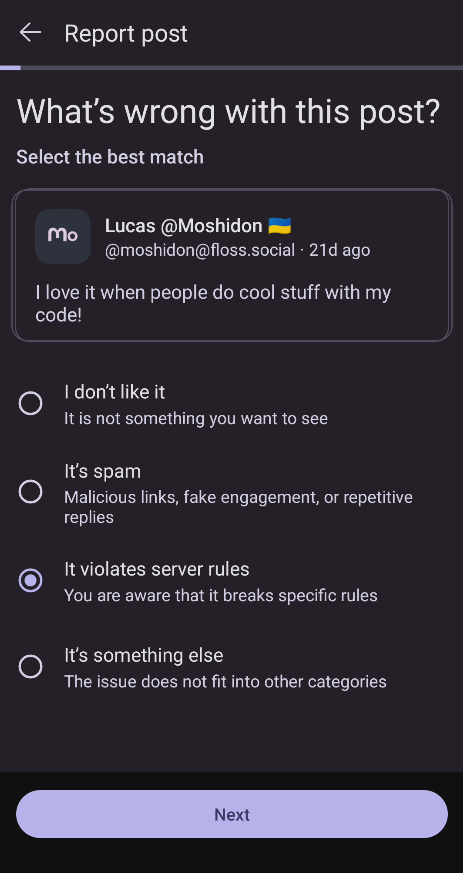 Report post
What’s wrong with this post?
Select the best match
mo
Lucas @Moshidon 🇺🇦
@moshidon@floss.social · 21d ago
I love it when people do cool stuff with my
code!
I don’t like it
It is not something you want to see
It’s spam
Malicious links, fake engagement, or repetitive
replies
It violates server rules
You are aware that it breaks specific rules
It’s something else
The issue does not fit into other categories
Next